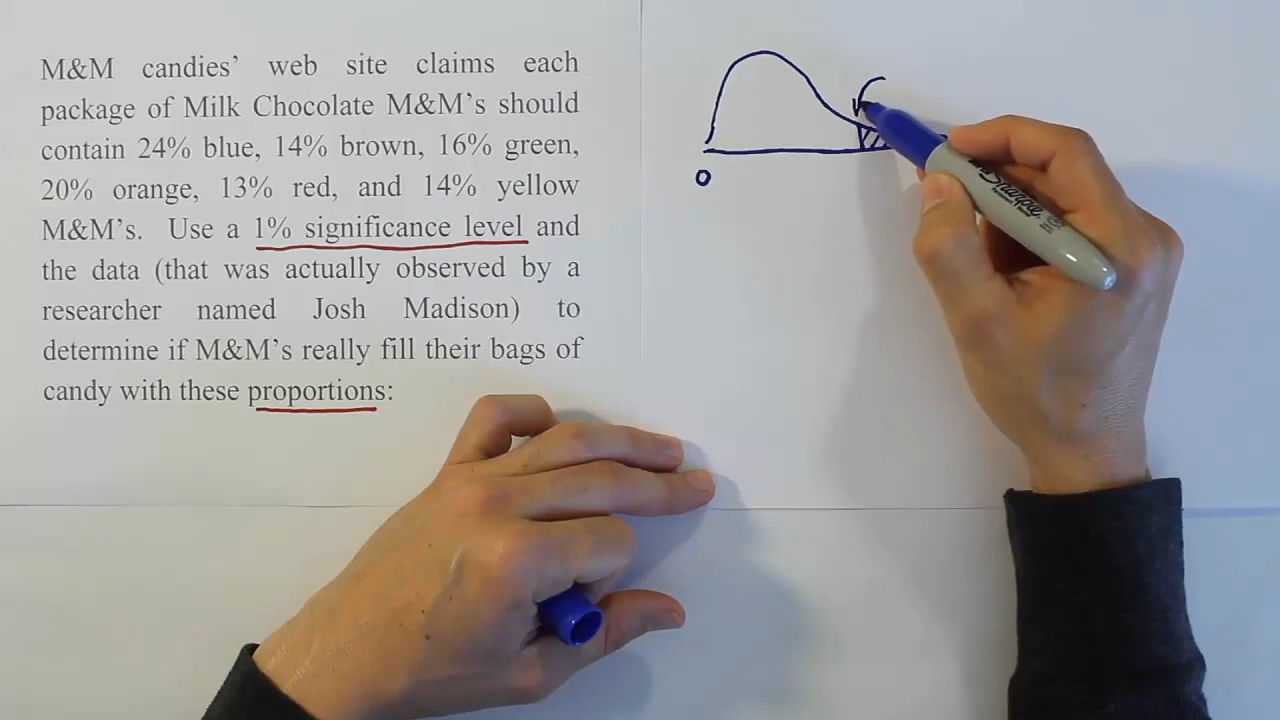 M&M candies' web site claims each
package of Milk Chocolate M&M's should
contain 24% blue, 14% brown, 16% green,
20% orange, 13% red, and 14% yellow
M&M's. Use a 1% significance level and
the data (that was actually observed by a
researcher named Josh Madison) to
determine if M&M's really fill their bags of
candy with these proportions:
0
Sharpie